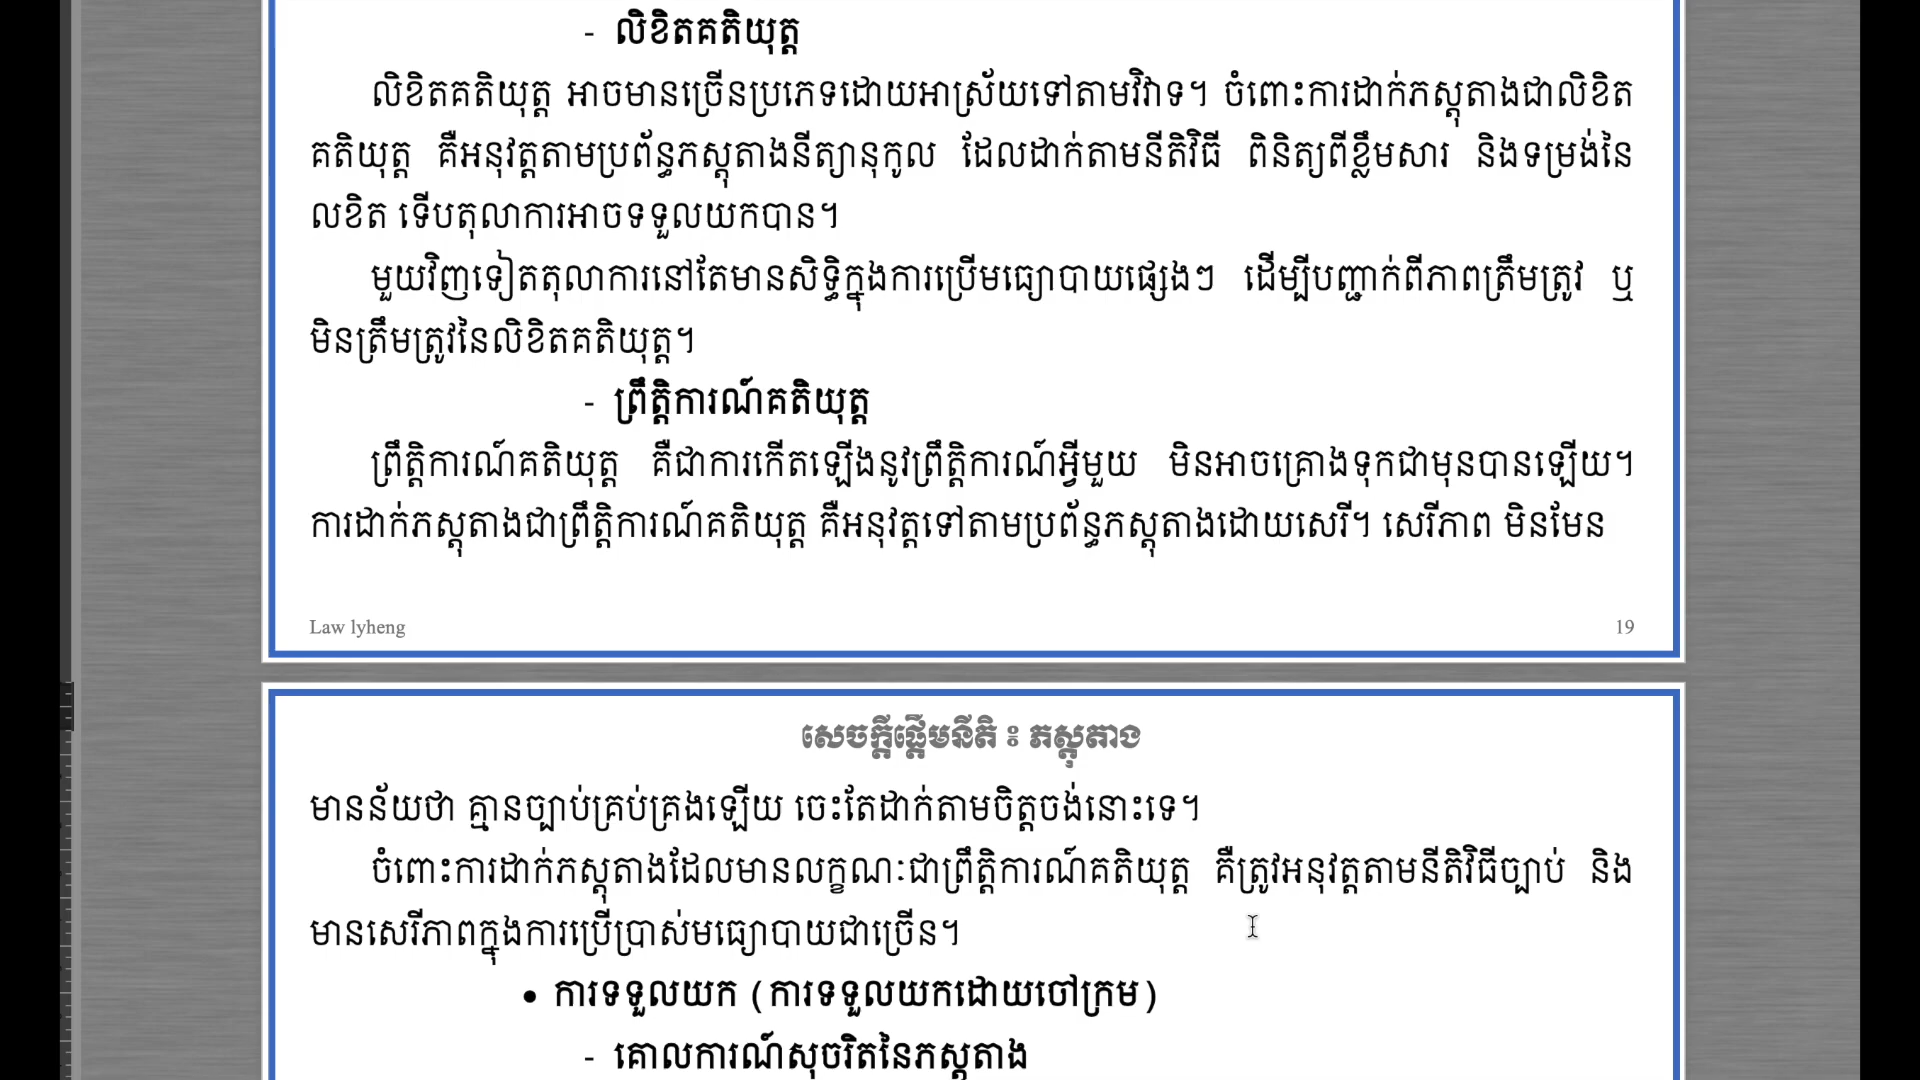 - លិខិតគតិយុត្ត
លិខិតគតិយុត្ត អាចមានច្រើនប្រភេទដោយអាស្រ័យទៅតាមវិវាទ។ ចំពោះការដាក់ភស្តុតាងជាលិខិត
គតិយុត្ត គឺអនុវត្តតាមប្រព័ន្ធភស្តុតាងនីត្យានុកូល ដែលដាក់តាមនីតិវិធី ពិនិត្យពីខ្លឹមសារ និងទម្រង់នៃ
លខិត ទើបតុលាការអាចទទួលយកបាន។
មួយវិញទៀតតុលាការនៅតែមានសិទ្ធិក្នុងការប្រើមធ្យោបាយផ្សេងៗ ដើម្បីបញ្ជាក់ពីភាពត្រឹមត្រូវ ឬ
មិនត្រឹមត្រូវនៃលិខិតគតិយុត្ត។
- ព្រឹត្តិការណ៍គតិយុត្ត
ព្រឹត្តិការណ៍គតិយុត្ត គឺជាការកើតឡើងនូវព្រឹត្តិការណ៍អ្វីមួយ មិនអាចគ្រោងទុកជាមុនបានឡើយ។
ការដាក់ភស្តុតាងជាព្រឹត្តិការណ៍គតិយុត្ត គឺអនុវត្តទៅតាមប្រព័ន្ធភស្តុតាងដោយសេរី។ សេរីភាព មិនមែន
Law lyheng 19
សេចក្តីផ្តើមនីតិ ៖ ភស្តុតាង
មានន័យថា គ្មានច្បាប់គ្រប់គ្រងឡើយ ចេះតែដាក់តាមចិត្តចង់នោះទេ។
ចំពោះការដាក់ភស្តុតាងដែលមានលក្ខណៈជាព្រឹត្តិការណ៍គតិយុត្ត គឺត្រូវអនុវត្តតាមនីតិវិធីច្បាប់ និង
មានសេរីភាពក្នុងការប្រើប្រាស់មធ្យោបាយជាច្រើន។
• ការទទួលយក (ការទទួលយកដោយចៅក្រម)
- គោលការណ៍សុចរិតនៃភស្តុតាង